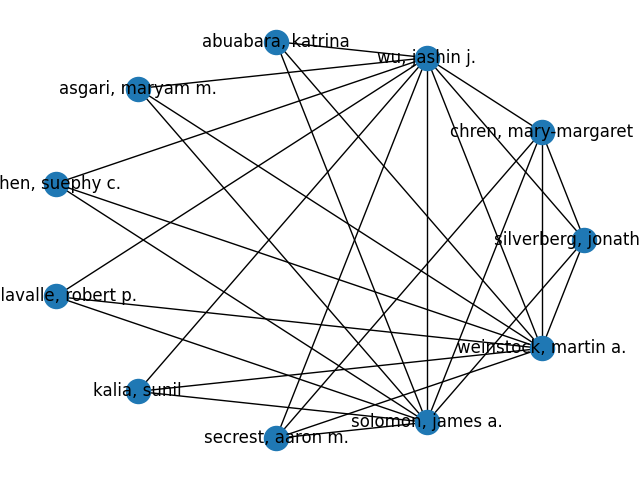 abuabara, katrina
wu, jashin j.
asgari, maryam m.
chren, mary-margaret
hen, suephy c.
silverberg, jonath
lavalle, robert p.
weinstock, martin a.
kalia, sunil
solomon, james a.
secrest, aaron m.